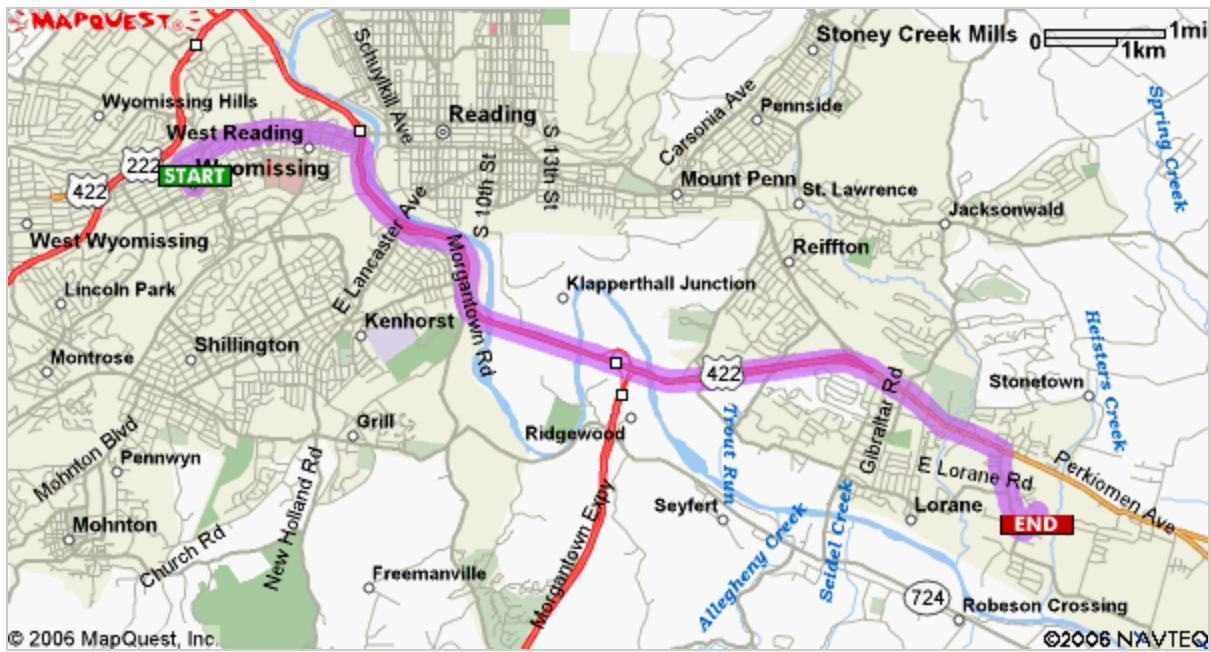 MAPQUEST
Stoney Creek Mills
0
1mi
1km
Schuylkill Ave
Wyomissing Hills
Reading
Carsonia Ave
Pennside
Spring Creek
West Reading
S 13th St
222
START
Wyomissing
S 10th St
Mount Penn
St. Lawrence
422
Jacksonwald
West Wyomissing
E Lancaster Ave
Morgantown Rd
Reiffton
Lincoln Park
Klapperthall Junction
Kenhorst
Heisters Creek
Shillington
Montrose
422
Stonetown
Gibraltar Rd
Grill
Ridgewood
Trout Run
Mohnton Blvd
Pennwyn
E Lorane Rd
Perkiomen Ave
New Holland Rd
Seyfert
Lorane
END
Mohnton
Morgantown Expy
Allegheny Creek
Seidel Creek
Church Rd
Freemanville
724
Robeson Crossing
© 2006 MapQuest, Inc.
©2006 NAVTEQ